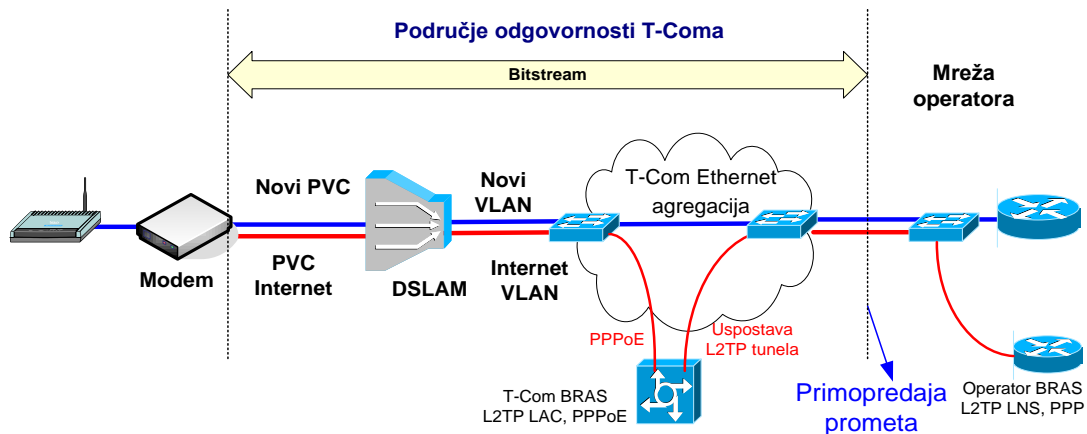 Područje odgovornosti T-Coma
Bitstream
Mreža
operatora
Novi PVC
Novi
VLAN
T-Com Ethernet
agregacija
Modem
PVC
Internet
DSLAM
Internet
VLAN
PPPoE
Uspostava
L2TP tunela
T-Com BRAS
L2TP LAC, PPPoE
Primopredaja
prometa
Operator BRAS
L2TP LNS, PPP